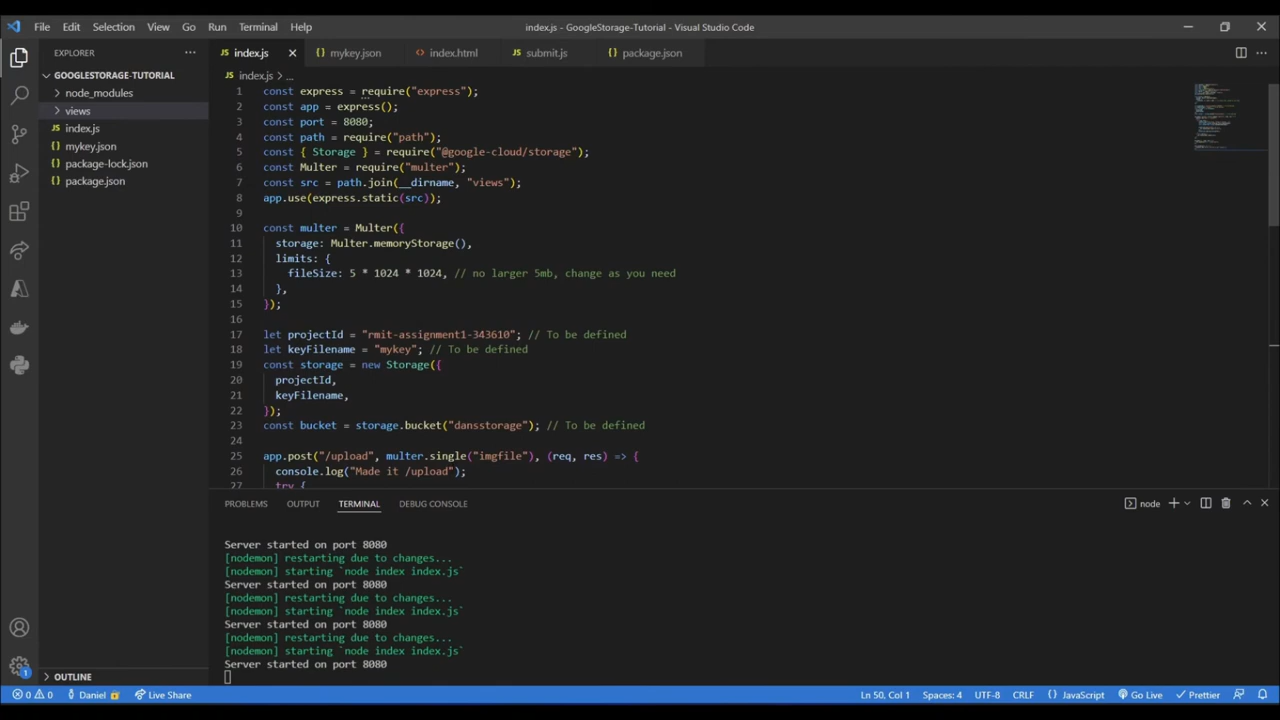 File Edit Selection View Go Run Terminal Help index.js - GoogleStorage-Tutorial - Visual Studio Code
EXPLORER ... index.js mykey.json index.html submit.js package.json
GOOGLESTORAGE-TUTORIAL
node_modules
views
index.js
mykey.json
package-lock.json
package.json
OUTLINE
index.js > ...
1 const express = require("express");
2 const app = express();
3 const port = 8080;
4 const path = require("path");
5 const { Storage } = require("@google-cloud/storage");
6 const Multer = require("multer");
7 const src = path.join(__dirname, "views");
8 app.use(express.static(src));
9
10 const multer = Multer({
11 storage: Multer.memoryStorage(),
12 limits: {
13 fileSize: 5 * 1024 * 1024, // no larger 5mb, change as you need
14 },
15 });
16
17 let projectId = "rmit-assignment1-343610"; // To be defined
18 let keyFilename = "mykey"; // To be defined
19 const storage = new Storage({
20 projectId,
21 keyFilename,
22 });
23 const bucket = storage.bucket("dansstorage"); // To be defined
24
25 app.post("/upload", multer.single("imgfile"), (req, res) => {
26 console.log("Made it /upload");
27 try {
PROBLEMS OUTPUT TERMINAL DEBUG CONSOLE node
Server started on port 8080
[nodemon] restarting due to changes...
[nodemon] starting `node index index.js`
Server started on port 8080
[nodemon] restarting due to changes...
[nodemon] starting `node index index.js`
Server started on port 8080
[nodemon] restarting due to changes...
[nodemon] starting `node index index.js`
Server started on port 8080
1
0 0 Daniel Live Share Ln 50, Col 1 Spaces: 4 UTF-8 CRLF JavaScript Go Live Prettier